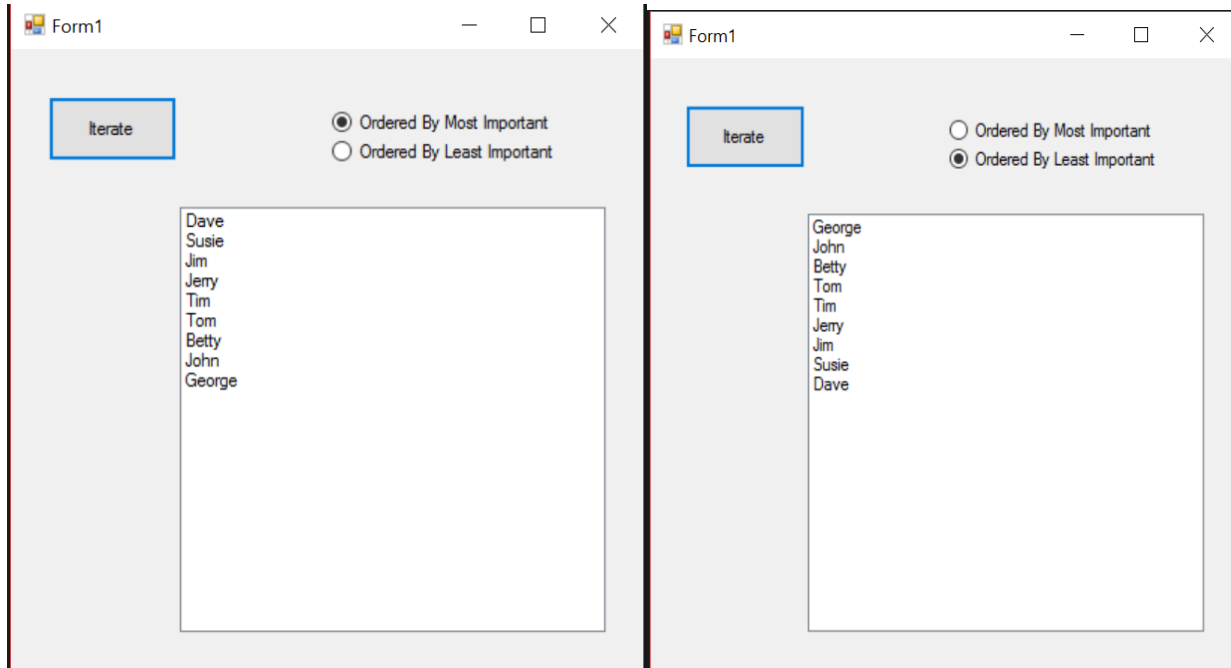 Form1
Iterate
Ordered By Most Important
Ordered By Least Important
Dave
Susie
Jim
Jerry
Tim
Tom
Betty
John
George
Form1
Iterate
Ordered By Most Important
Ordered By Least Important
George
John
Betty
Tom
Tim
Jerry
Jim
Susie
Dave